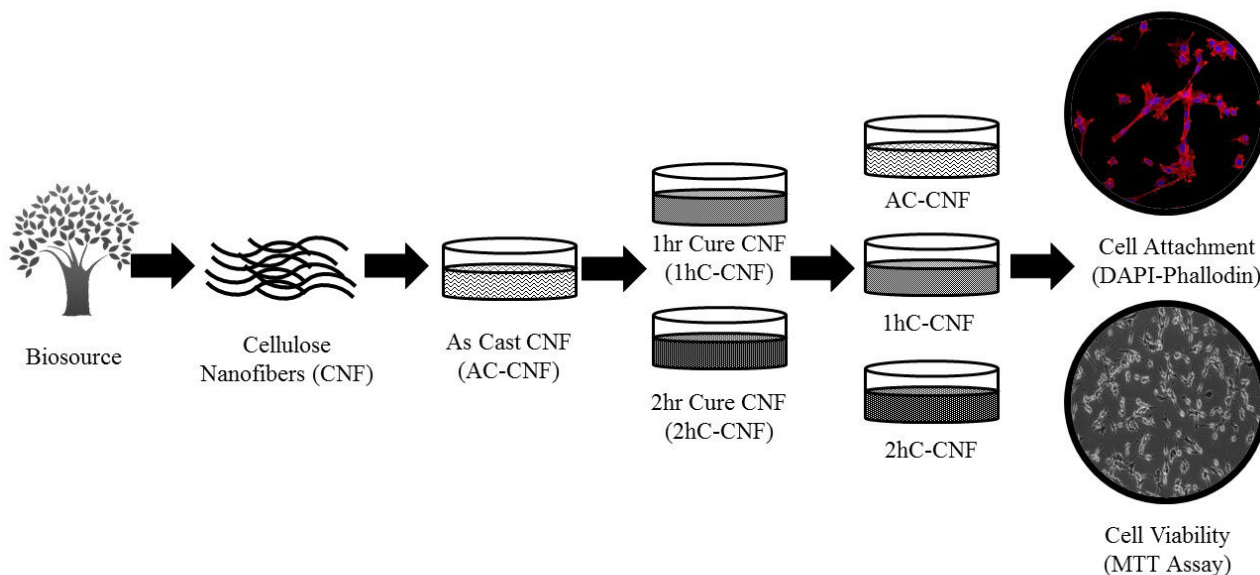 Biosource
Cellulose
Nanofibers (CNF)
As Cast CNF
(AC-CNF)
1hr Cure CNF
(1hC-CNF)
2hr Cure CNF
(2hC-CNF)
AC-CNF
1hC-CNF
2hC-CNF
Cell Attachment
(DAPI-Phallodin)
Cell Viability
(MTT Assay)